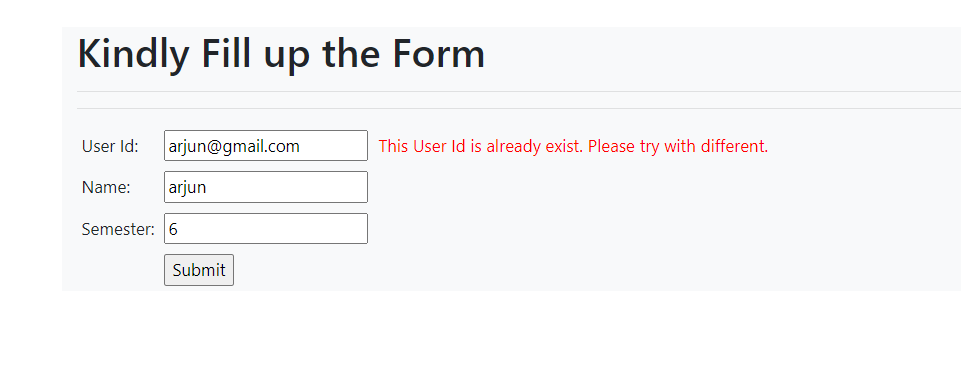 Kindly Fill up the Form
User Id: arjun@gmail.com This User Id is already exist. Please try with different.
Name: arjun
Semester: 6
Submit